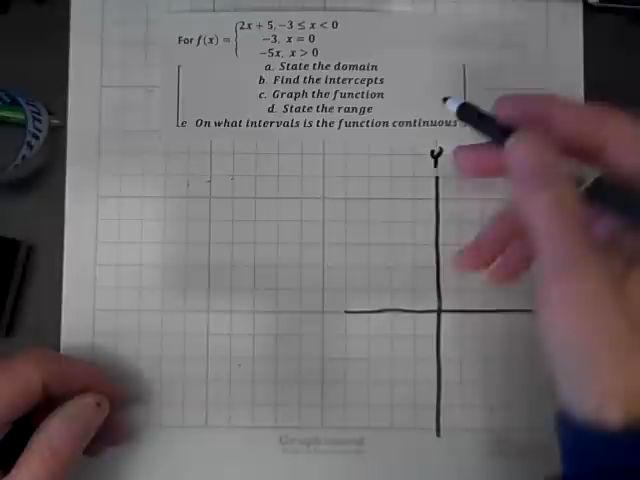 For f(x) = { 2x + 5, -3 ≤ x < 0
-3, x = 0
-5x, x > 0
a. State the domain
b. Find the intercepts
c. Graph the function
d. State the range
e On what intervals is the function continuous
Y